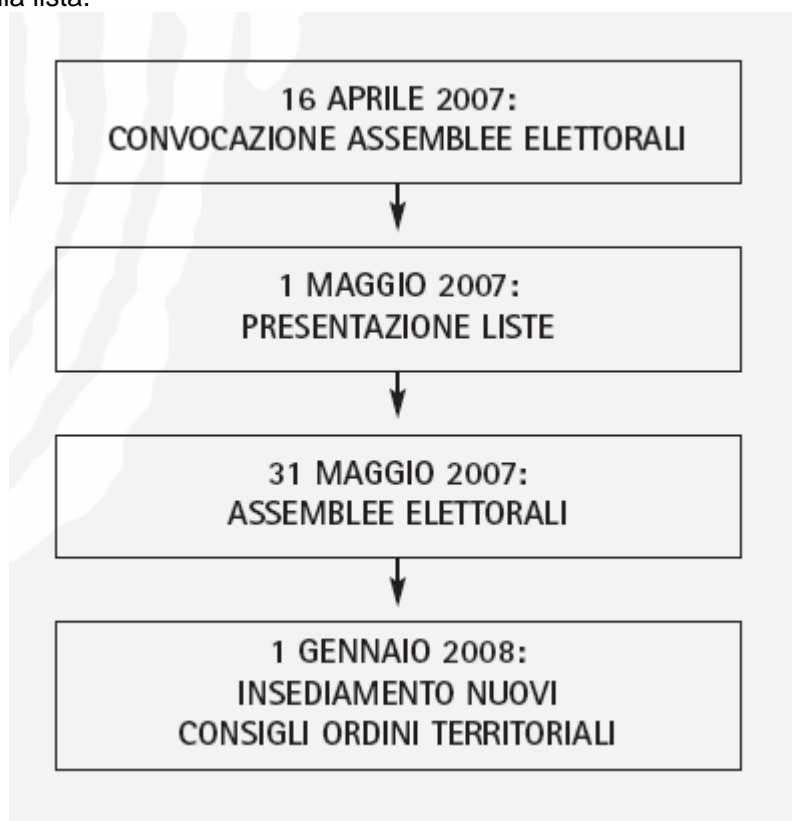 lista.
16 APRILE 2007:
CONVOCAZIONE ASSEMBLEE ELETTORALI
1 MAGGIO 2007:
PRESENTAZIONE LISTE
31 MAGGIO 2007:
ASSEMBLEE ELETTORALI
1 GENNAIO 2008:
INSEDIAMENTO NUOVI
CONSIGLI ORDINI TERRITORIALI